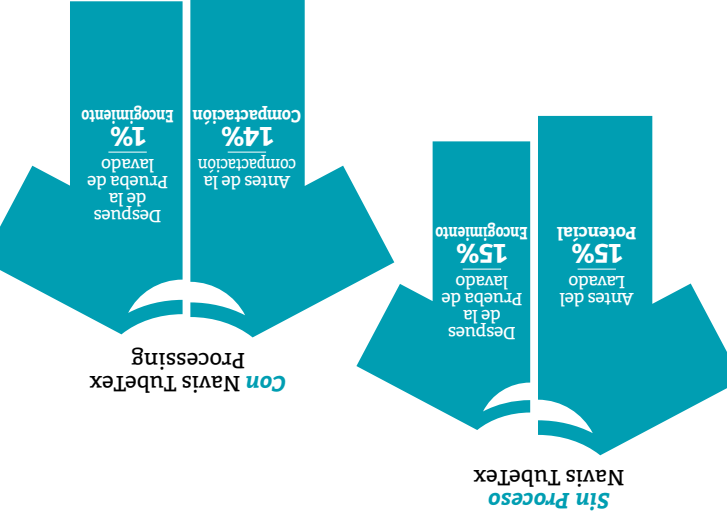 Sin Proceso
Navis TubeTex
Antes del
Lavado
15%
Potencial
Despues
de la
Prueba de
lavado
15%
Encogimiento
Con Navis TubeTex
Processing
Antes de la
compactación
14%
Compactación
Despues
de la
Prueba de
lavado
1%
Encogimiento